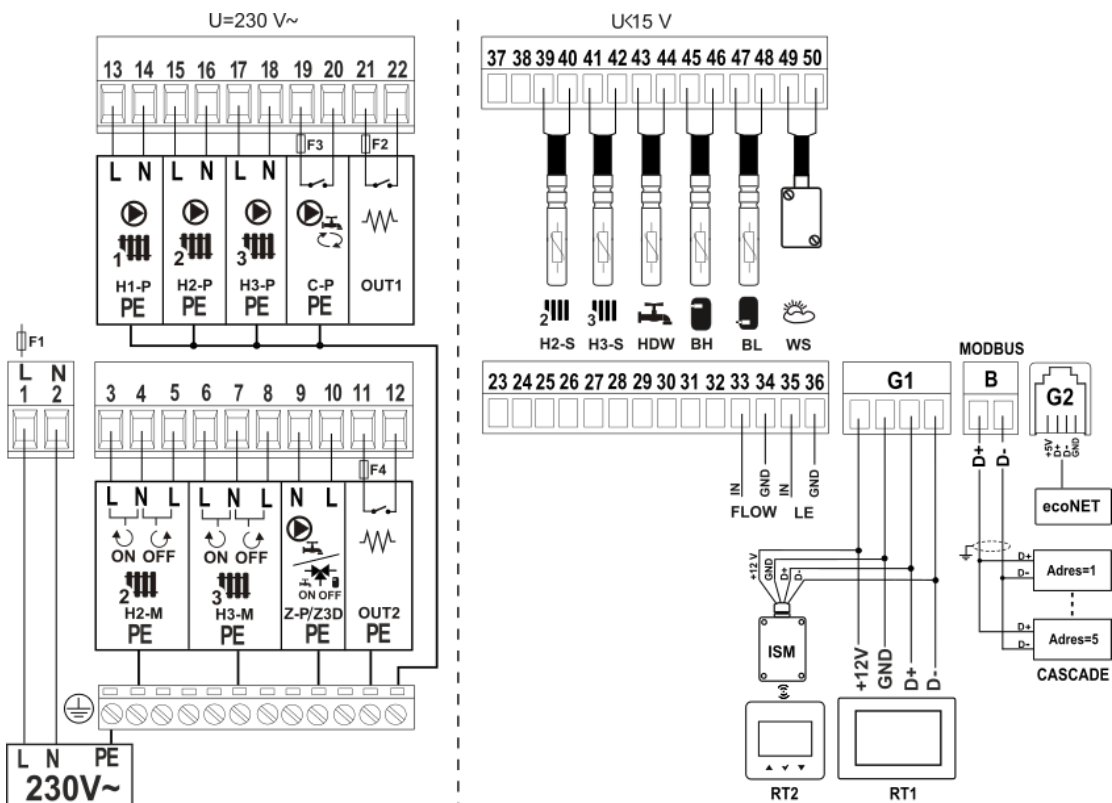 U=230 V~
U<15 V
13 14 15 16 17 18 19 20 21 22
F3 F2
L N L N L N
1 2 3
H1-P H2-P H3-P C-P OUT1
PE PE PE PE
F1
L N
1 2
3 4 5 6 7 8 9 10 11 12
F4
L N L L N L N L
ON OFF ON OFF
ON OFF
2 3
H2-M H3-M Z-P/Z3D OUT2
PE PE PE PE
L N PE
230V~
37 38 39 40 41 42 43 44 45 46 47 48 49 50
2 3
H2-S H3-S HDW BH BL WS
23 24 25 26 27 28 29 30 31 32 33 34 35 36
IN GND IN GND
FLOW LE
G1
MODBUS
B
G2
D+ D-
+5V D+ D- GND
ecoNET
+12 V GND D+ D-
ISM
+12V GND D+ D-
D+
D-
Adres=1
D+
D-
Adres=5
CASCADE
RT2 RT1